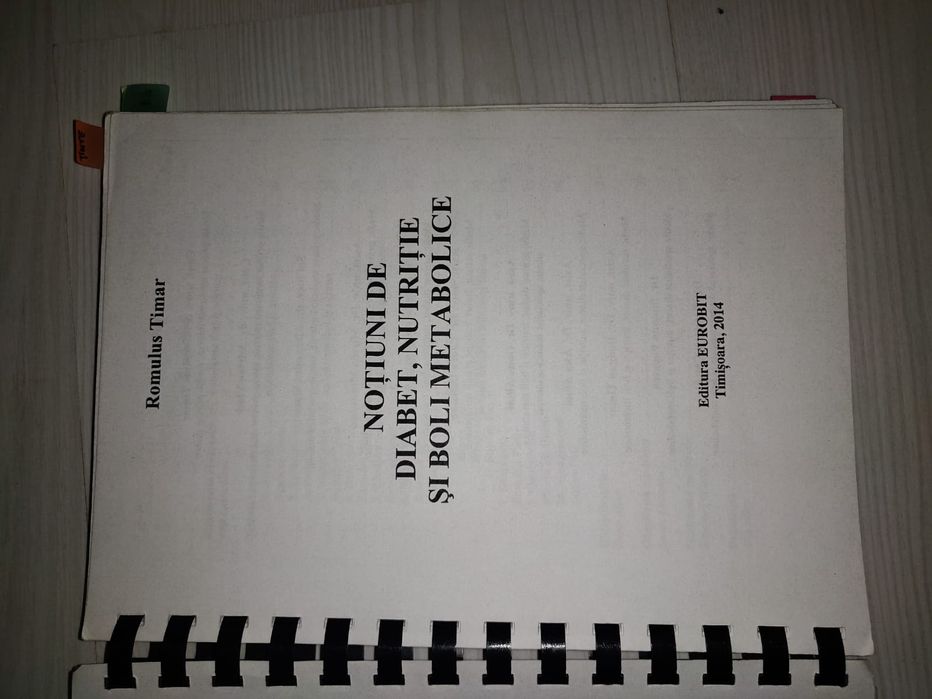 Romulus Timar
NOȚIUNI DE
DIABET, NUTRIȚIE
ȘI BOLI METABOLICE
Editura EUROBIT
Timișoara, 2014